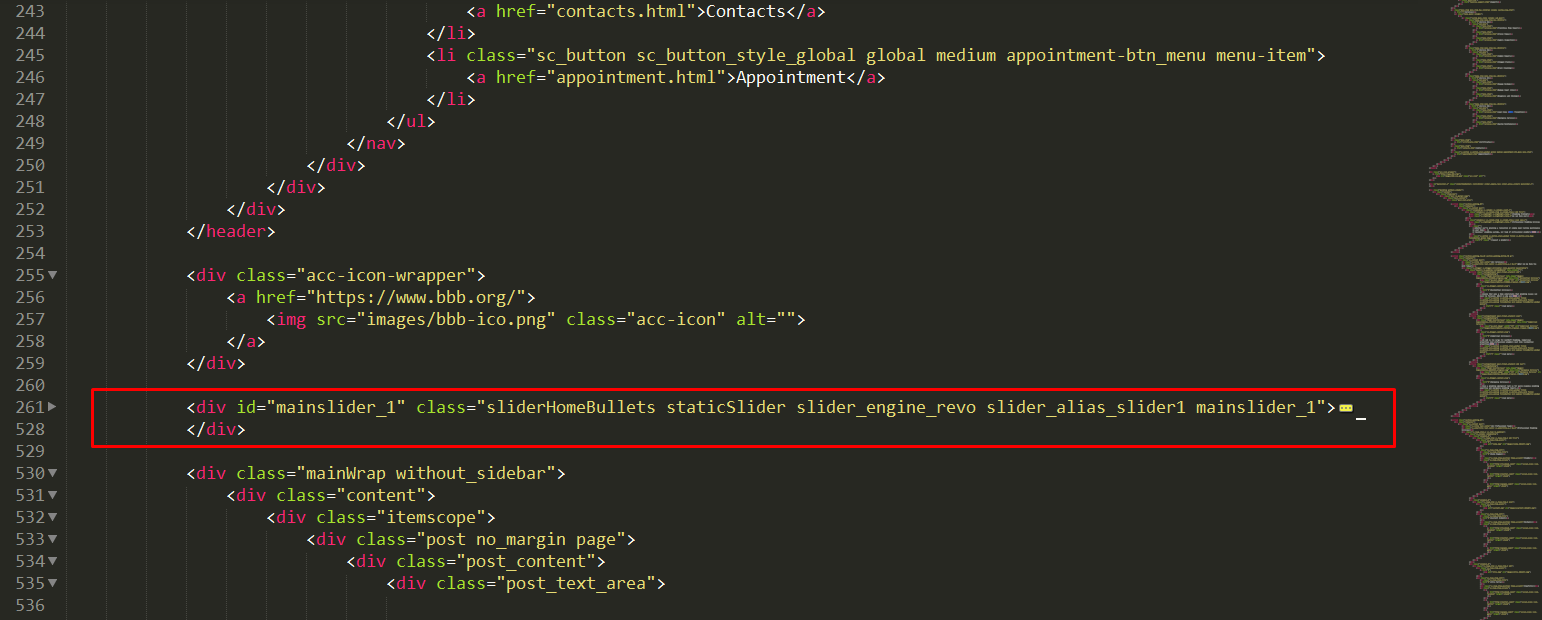 243 <a href="contacts.html">Contacts</a>
244 </li>
245 <li class="sc_button sc_button_style_global global medium appointment-btn_menu menu-item">
246 <a href="appointment.html">Appointment</a>
247 </li>
248 </ul>
249 </nav>
250 </div>
251 </div>
252 </div>
253 </header>
254
255 <div class="acc-icon-wrapper">
256 <a href="https://www.bbb.org/">
257 <img src="images/bbb-ico.png" class="acc-icon" alt="">
258 </a>
259 </div>
260
261 <div id="mainslider_1" class="sliderHomeBullets staticSlider slider_engine_revo slider_alias_slider1 mainslider_1">
528 </div>
529
530 <div class="mainWrap without_sidebar">
531 <div class="content">
532 <div class="itemscope">
533 <div class="post no_margin page">
534 <div class="post_content">
535 <div class="post_text_area">
536